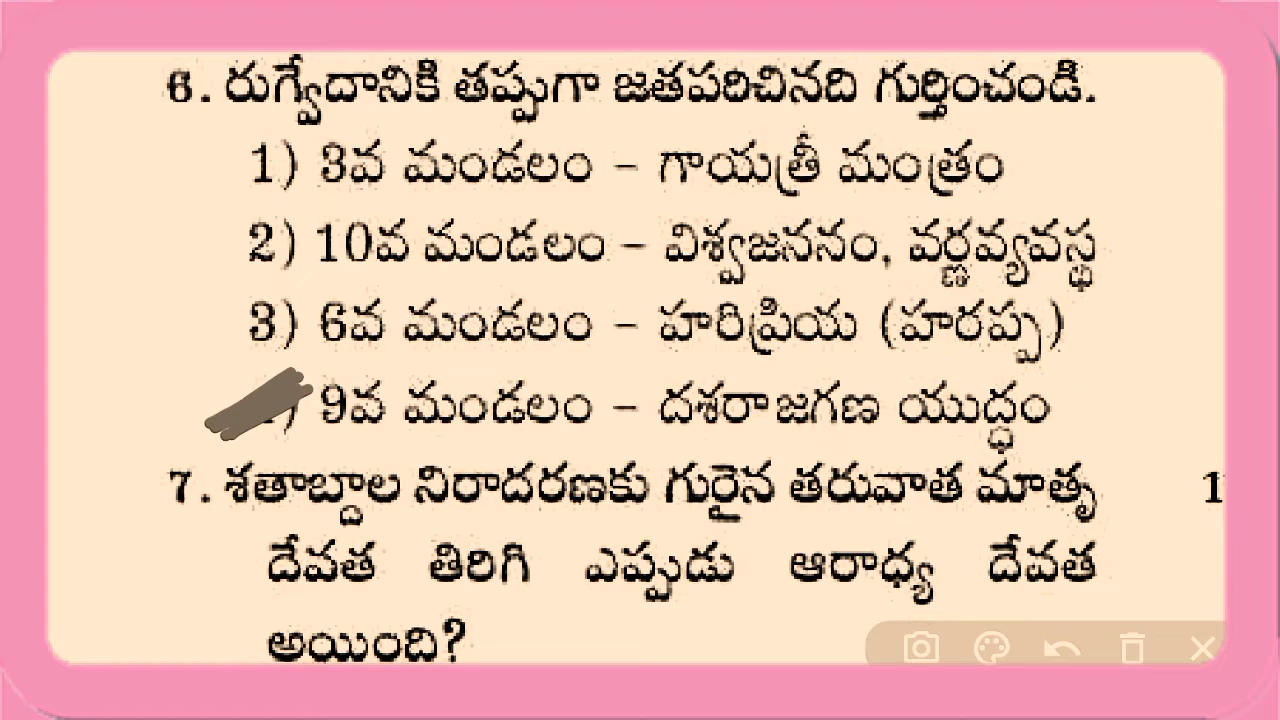 6. రుగ్వేదానికి తప్పుగా జతపరిచినది గుర్తించండి.
1) 3వ మండలం – గాయత్రీ మంత్రం
2) 10వ మండలం – విశ్వజననం, వర్ణవ్యవస్థ
3) 6వ మండలం – హరిప్రియ (హరప్ప)
) 9వ మండలం – దశరాజగణ యుద్ధం
7. శతాబ్దాల నిరాదరణకు గురైన తరువాత మాతృ 1
దేవత తిరిగి ఎప్పుడు ఆరాధ్య దేవత
అయింది?